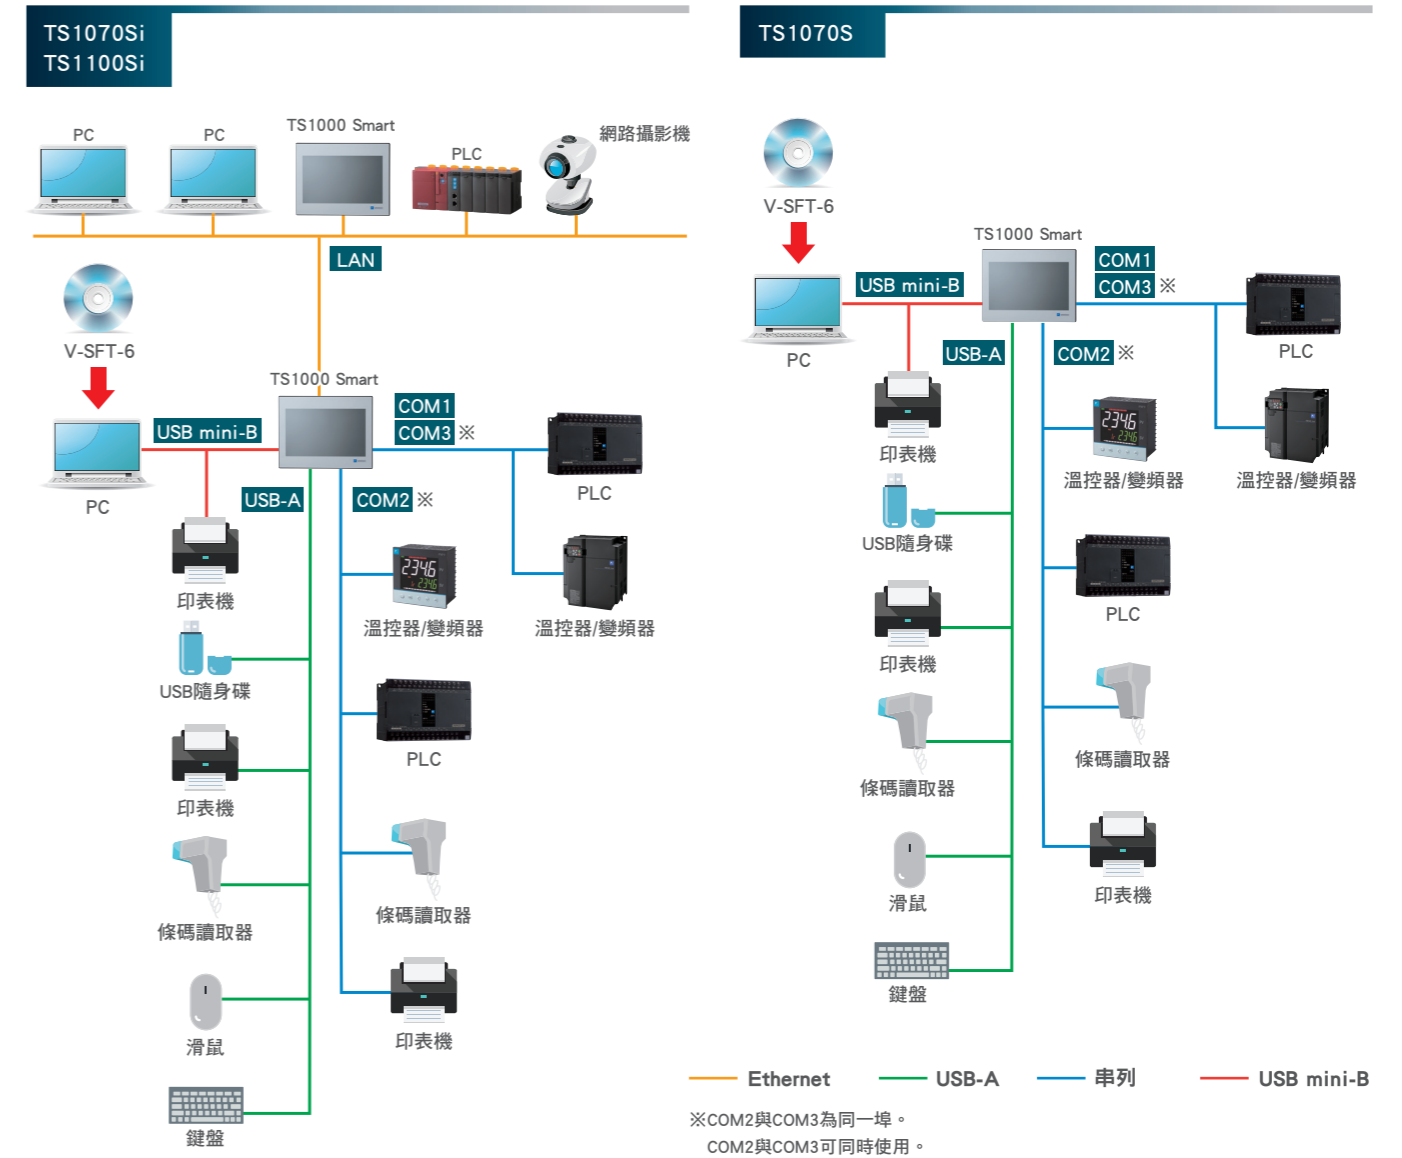 TS1070Si
TS1100Si
PC
PC
TS1000 Smart
PLC
網路攝影機
LAN
V-SFT-6
TS1000 Smart
PC
USB mini-B
COM1
COM3 ※
PLC
USB-A
COM2 ※
印表機
溫控器/變頻器
溫控器/變頻器
USB隨身碟
PLC
印表機
條碼讀取器
條碼讀取器
滑鼠
印表機
鍵盤
TS1070S
V-SFT-6
TS1000 Smart
PC
USB mini-B
COM1
COM3 ※
PLC
USB-A
COM2 ※
印表機
溫控器/變頻器
溫控器/變頻器
USB隨身碟
PLC
印表機
條碼讀取器
條碼讀取器
滑鼠
印表機
鍵盤
Ethernet
USB-A
串列
USB mini-B
※COM2與COM3為同一埠。
COM2與COM3可同時使用。